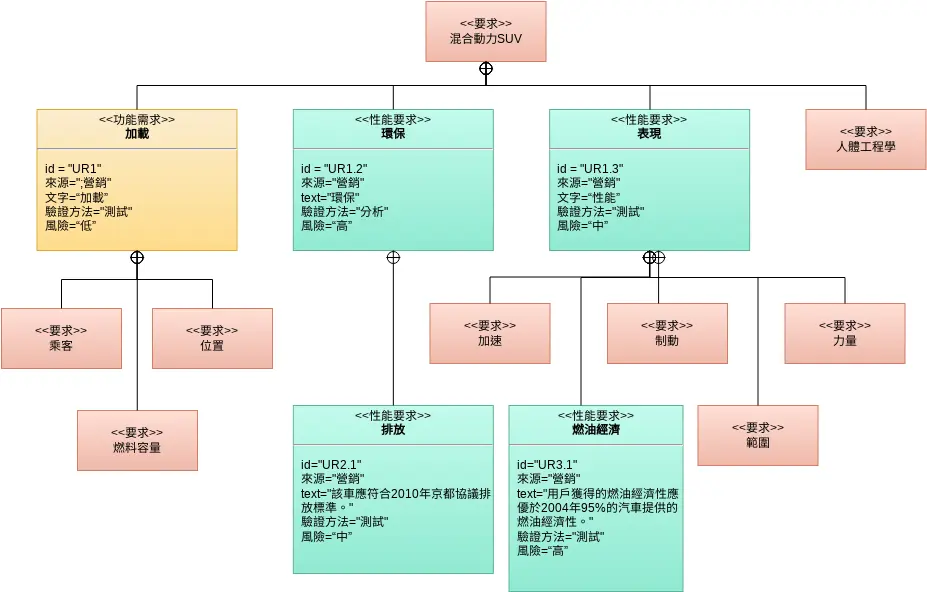 <<要求>>
混合動力SUV
<<功能需求>>
加載
id = "UR1"
來源=";營銷"
文字=“加載”
驗證方法="測試"
風險=“低”
<<性能要求>>
環保
id = "UR1.2"
來源="營銷"
text="環保"
驗證方法="分析"
風險=“高”
<<性能要求>>
表現
id = "UR1.3"
來源="營銷"
文字=“性能”
驗證方法="測試"
風險=“中”
<<要求>>
人體工程學
<<要求>>
乘客
<<要求>>
位置
<<要求>>
燃料容量
<<要求>>
加速
<<要求>>
制動
<<要求>>
力量
<<性能要求>>
排放
id="UR2.1"
來源="營銷"
text="該車應符合2010年京都協議排
放標準。"
驗證方法="測試"
風險=“中”
<<性能要求>>
燃油經濟
id="UR3.1"
來源="營銷"
text="用戶獲得的燃油經濟性應
優於2004年95%的汽車提供的
燃油經濟性。"
驗證方法="測試"
風險=“高”
<<要求>>
範圍